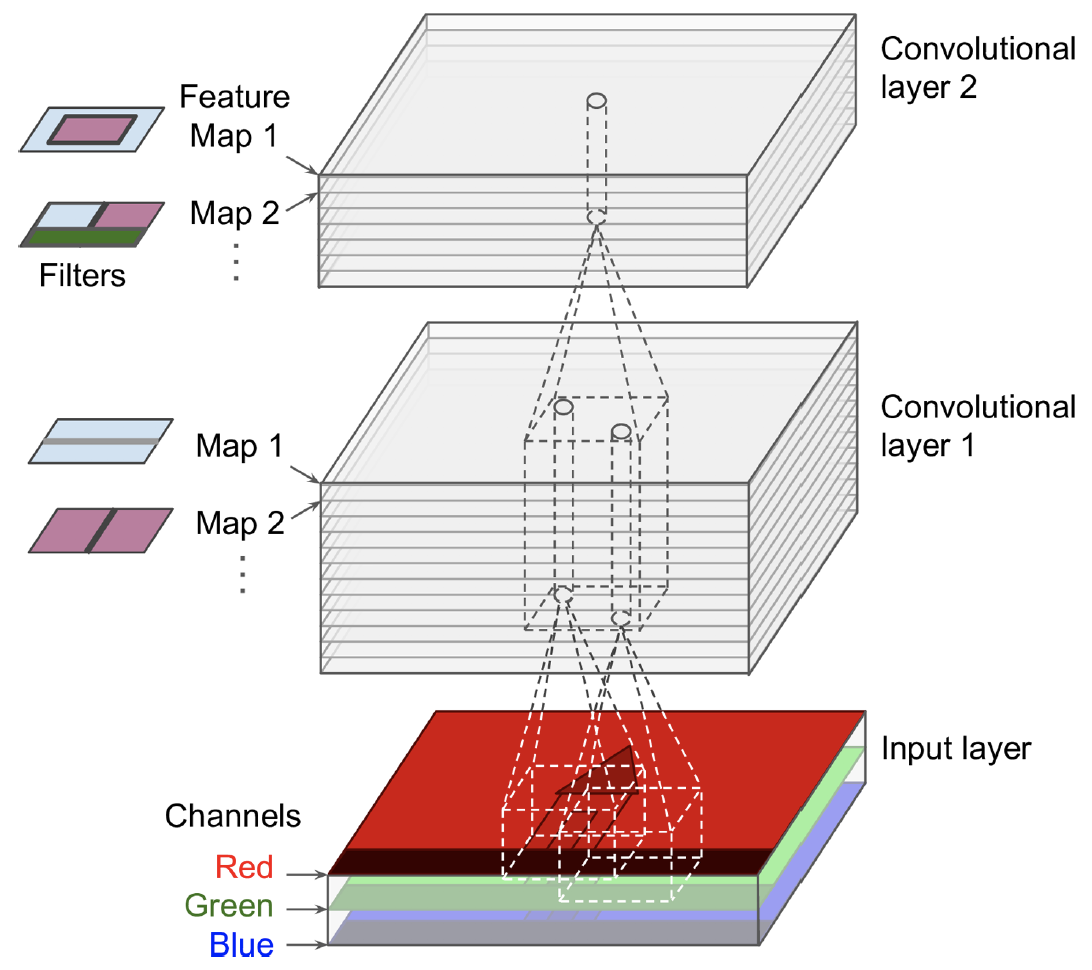 Convolutional
layer 2
Feature
Map 1
Map 2
Filters
Convolutional
layer 1
Map 1
Map 2
Input layer
Channels
Red
Green
Blue